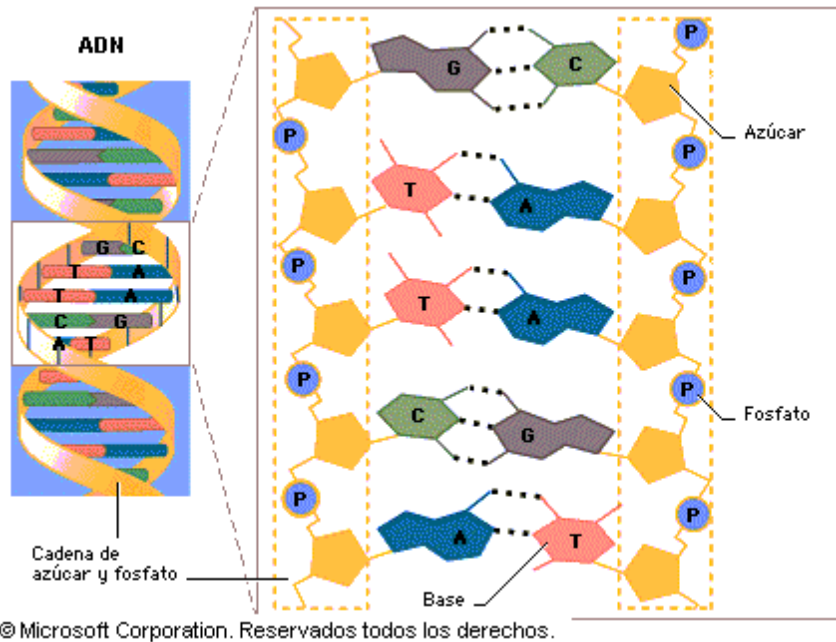 ADN
G C
T A
T A
C G
A T
Cadena de
azúcar y fosfato
P
G C
Azúcar
P P
T A
P P
T A
P P
Fosfato
C G
P P
A T
Base
© Microsoft Corporation. Reservados todos los derechos.